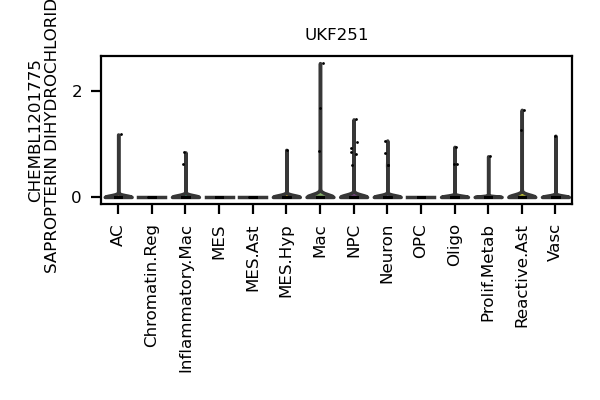 UKF251
CHEMBL1201775
SAPROPTERIN DIHYDROCHLORID
2
0
AC
Chromatin.Reg
Inflammatory.Mac
MES
MES.Ast
MES.Hyp
Mac
NPC
Neuron
OPC
Oligo
Prolif.Metab
Reactive.Ast
Vasc